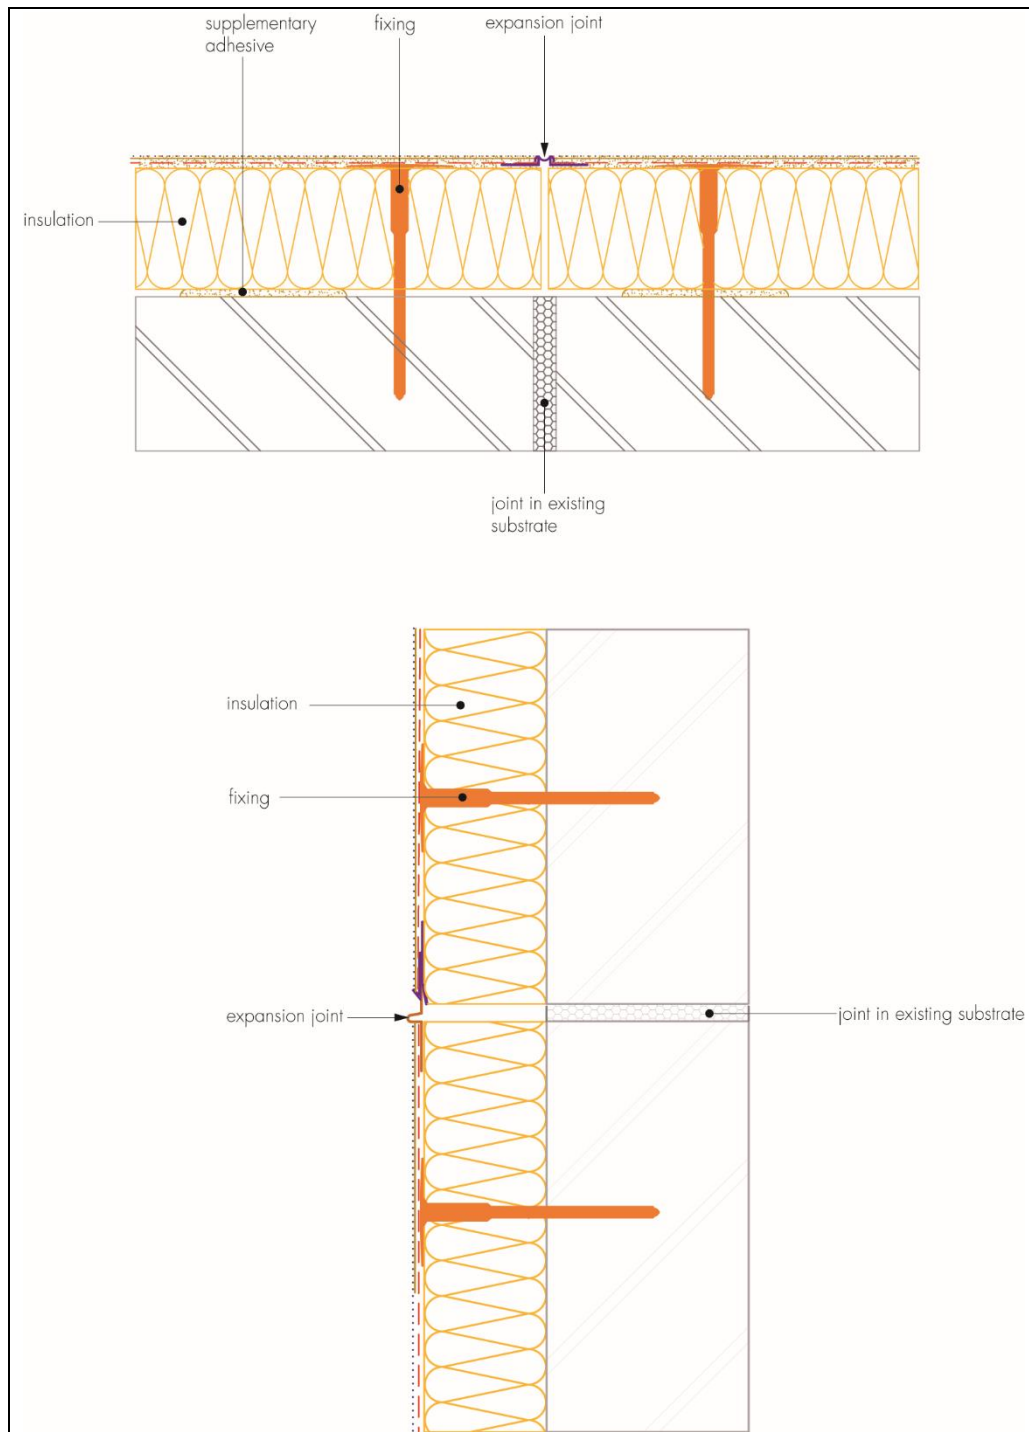 supplementary
adhesive
fixing
expansion joint
insulation
joint in existing
substrate
insulation
fixing
expansion joint
joint in existing substrate